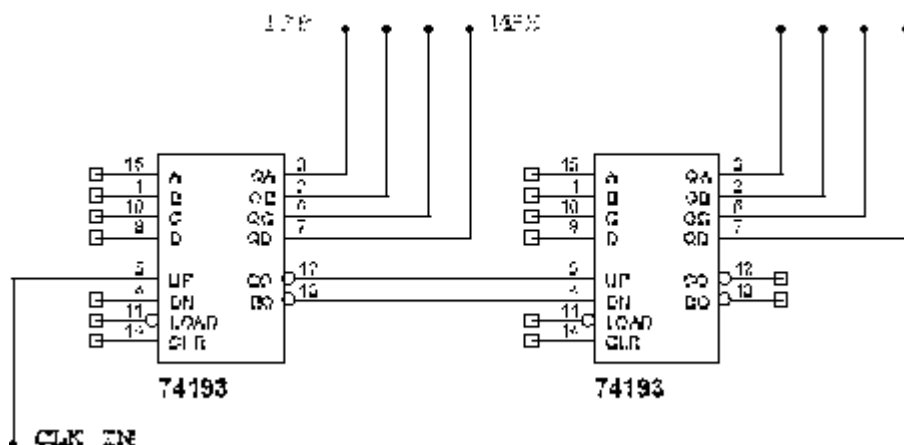 LSB MSB
15 A QA 3 15 A QA 3
1 B QB 2 1 B QB 2
10 C QC 6 10 C QC 6
9 D QD 7 9 D QD 7
5 UP CO 12 5 UP CO 12
4 DN BO 13 4 DN BO 13
11 LOAD 11 LOAD
14 CLR 14 CLR
74193 74193
CLK IN